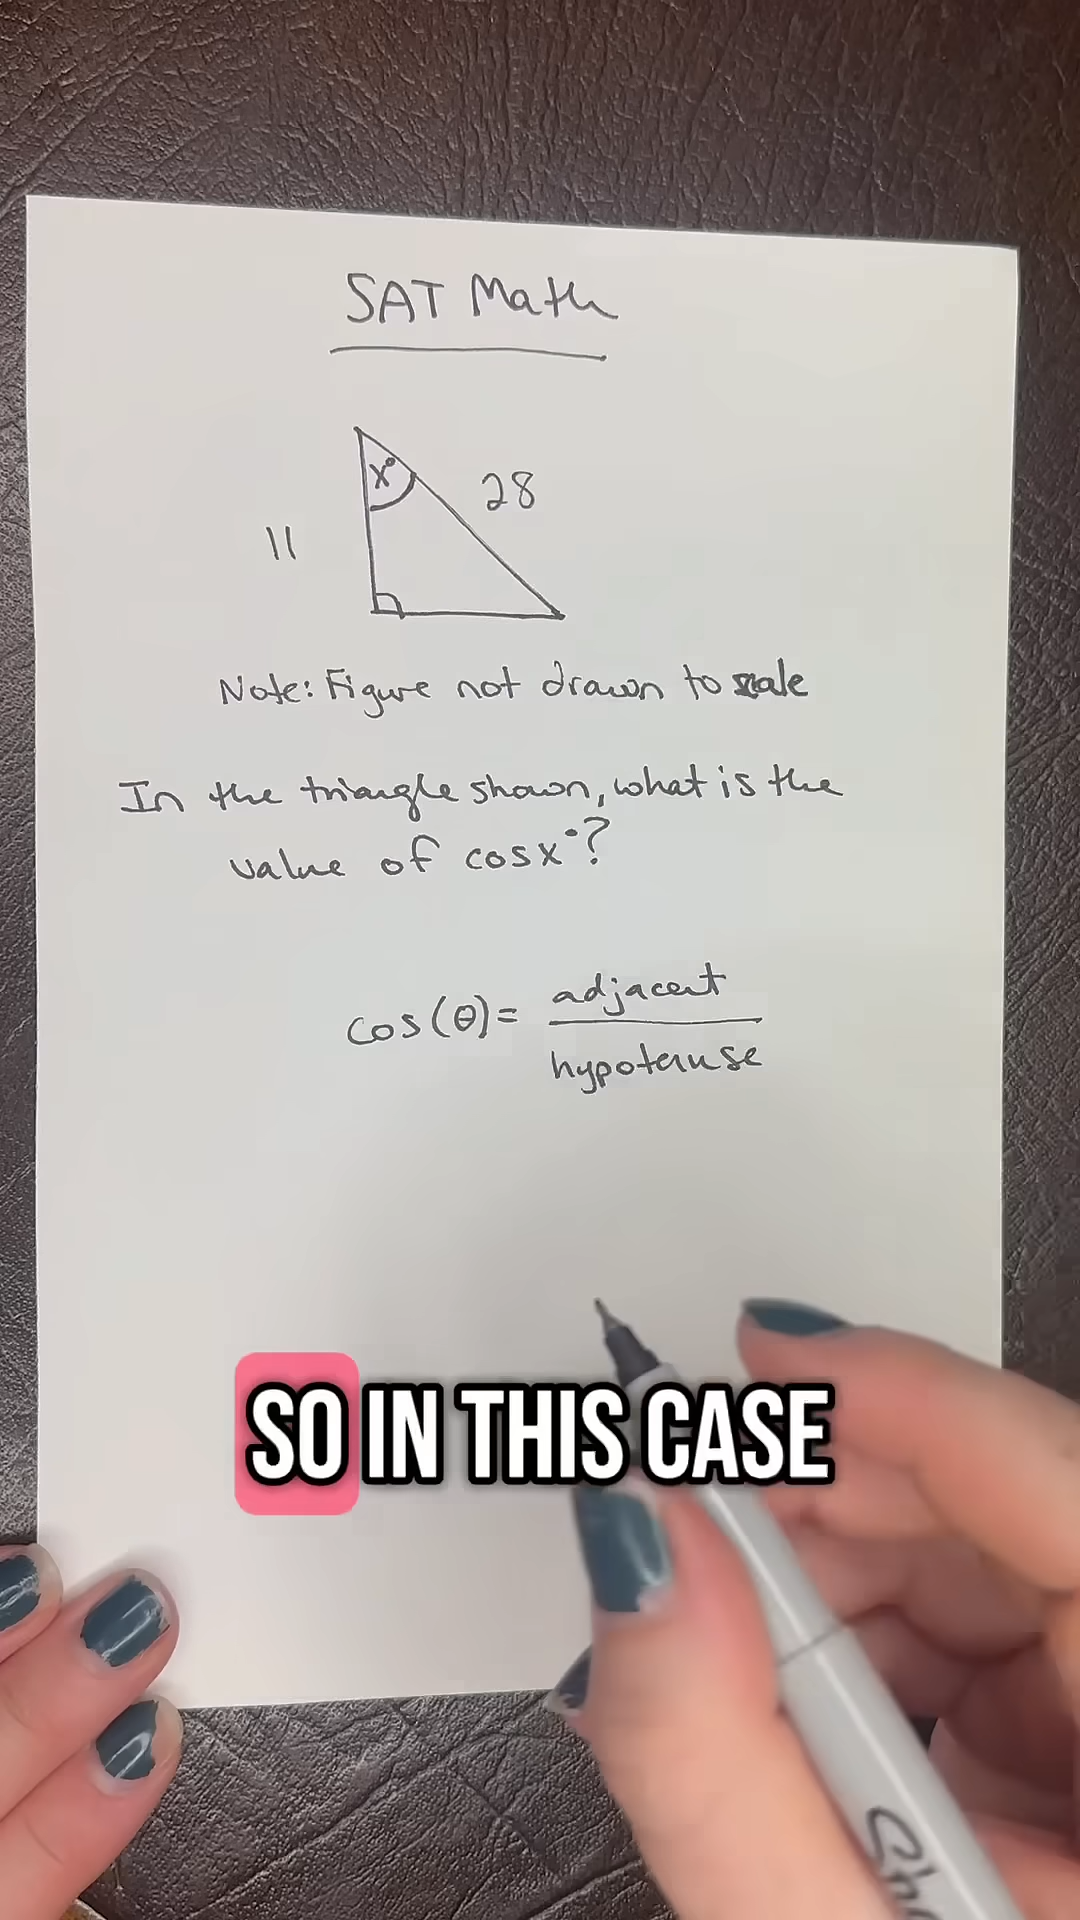 SAT Math
x°
28
11
Note: Figure not drawn to scale
In the triangle shown, what is the
value of cosx°?
cos(θ)= adjacent
hypotenuse
SO IN THIS CASE